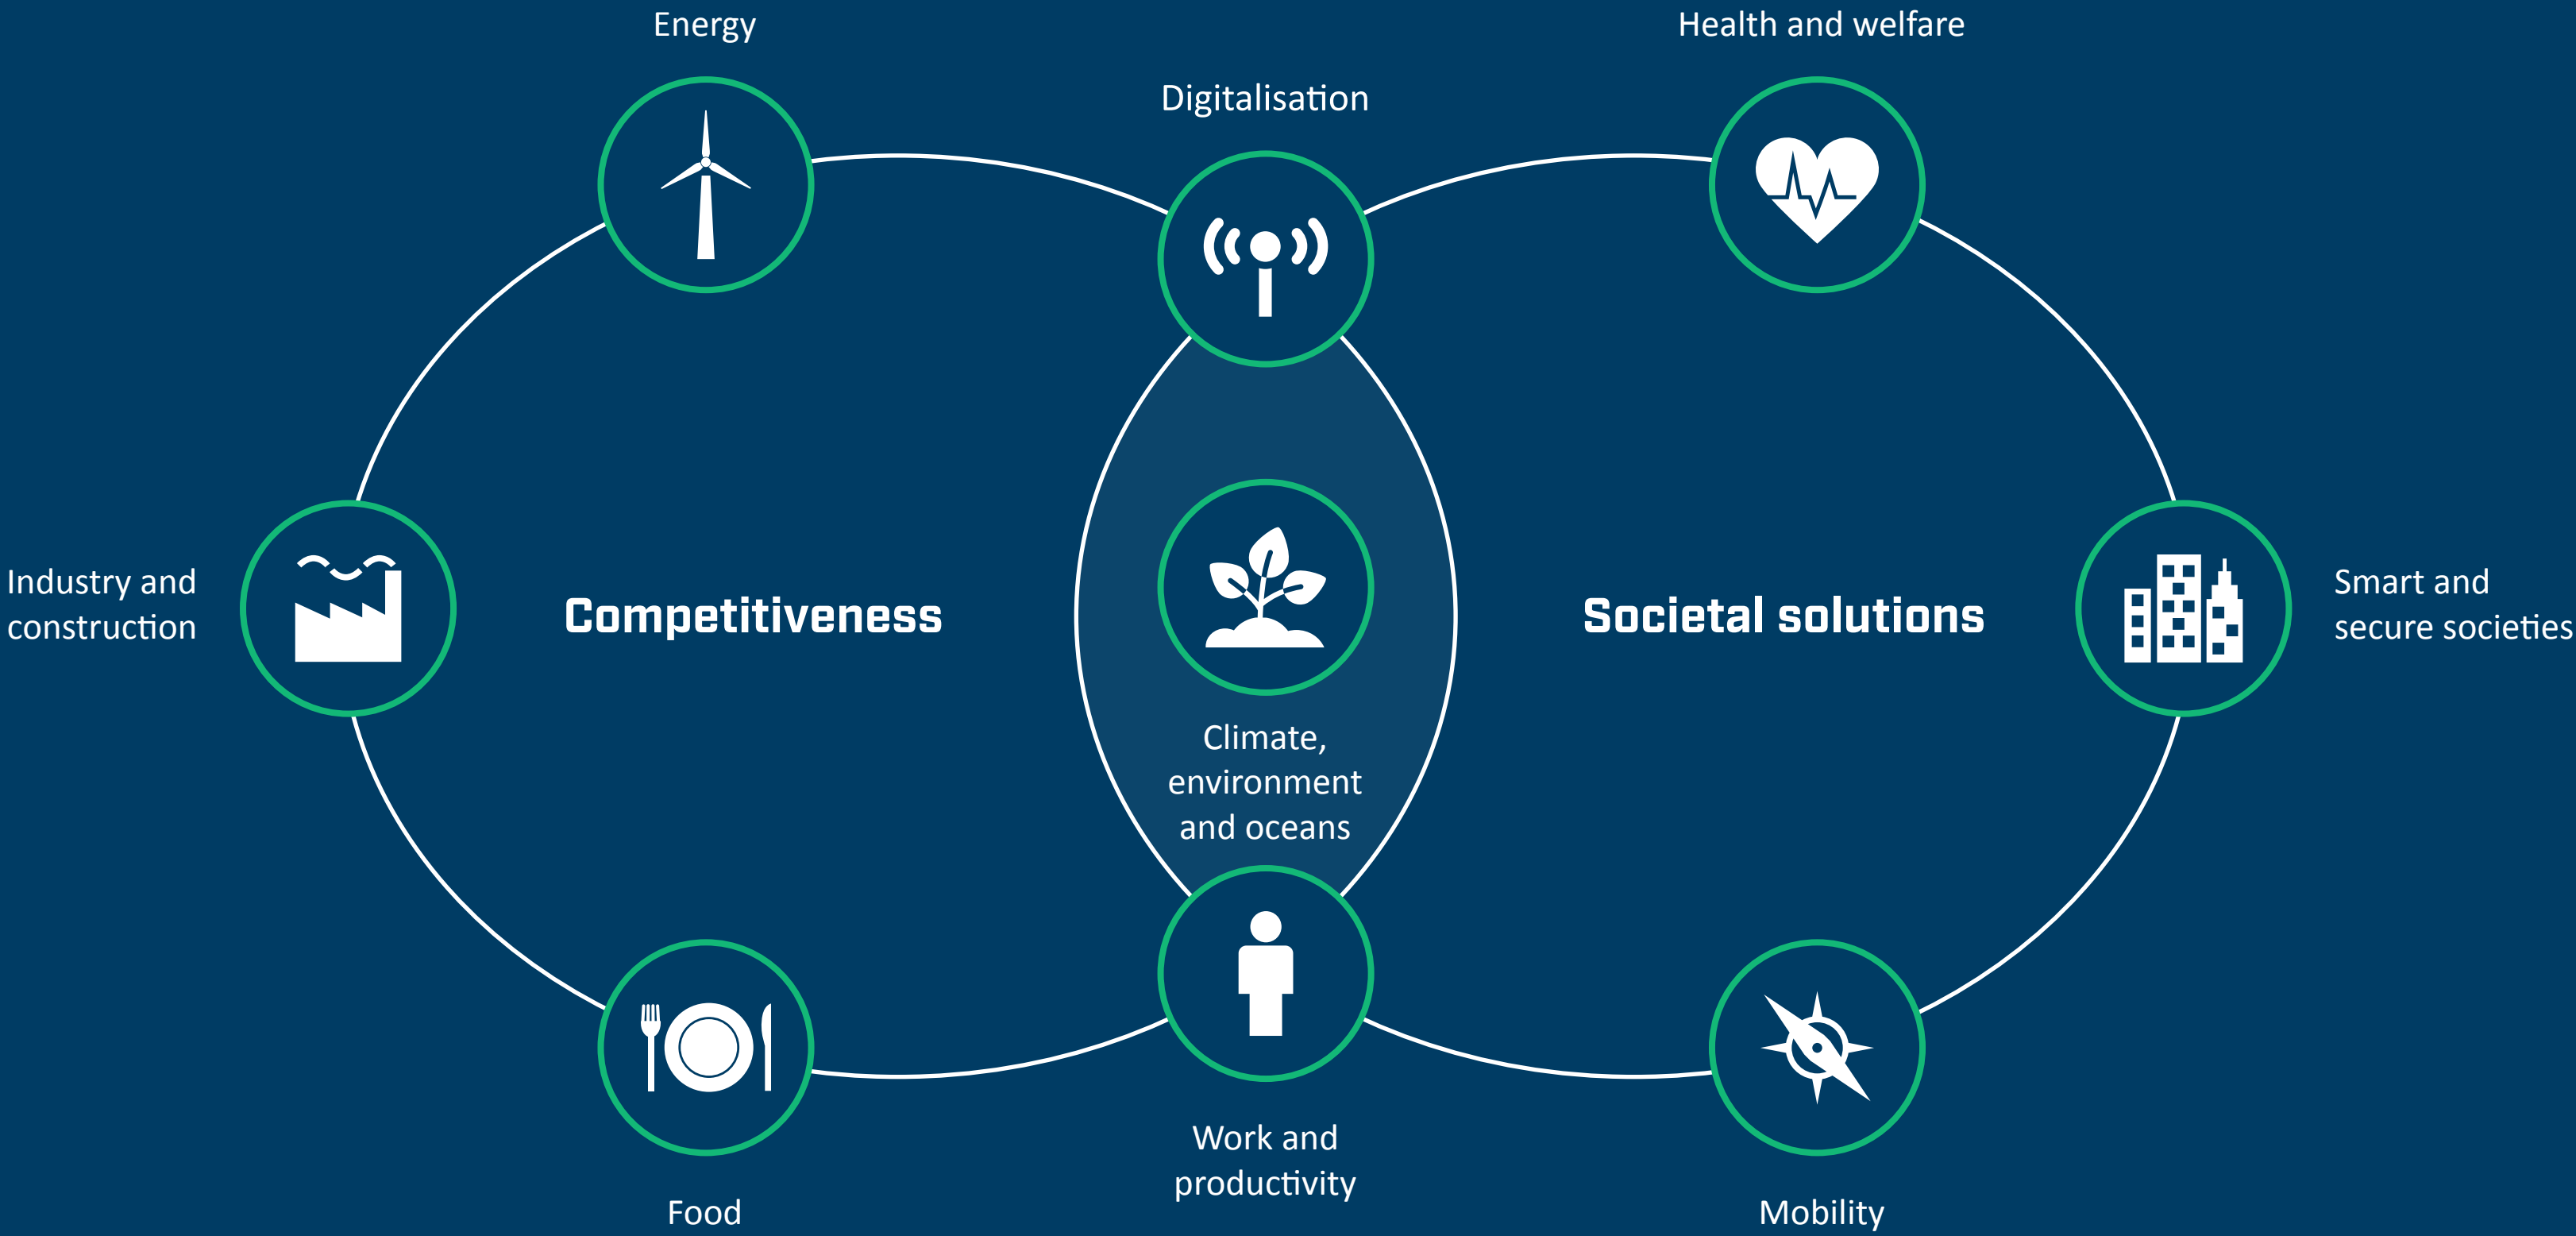 Energy
Health and welfare
Digitalisation
Industry and
construction
Competitiveness
Societal solutions
Smart and
secure societies
Climate,
environment
and oceans
Work and
productivity
Food
Mobility